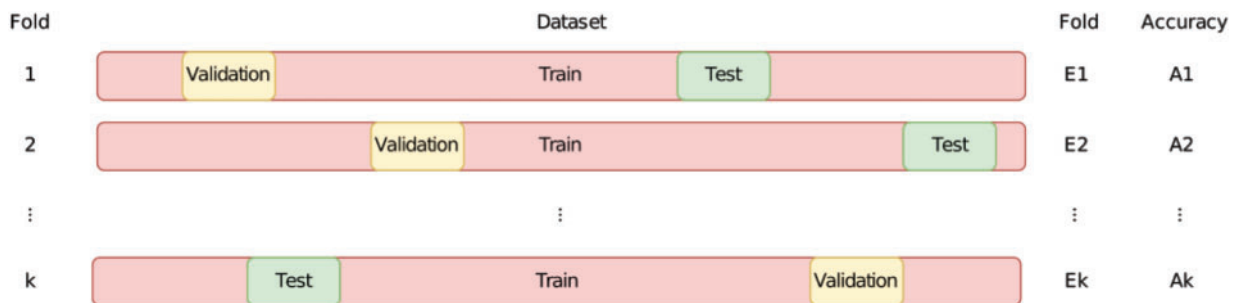 Fold Dataset Fold Accuracy
1 Validation Train Test E1 A1
2 Validation Train Test E2 A2
⋮ ⋮ ⋮ ⋮
k Test Train Validation Ek Ak